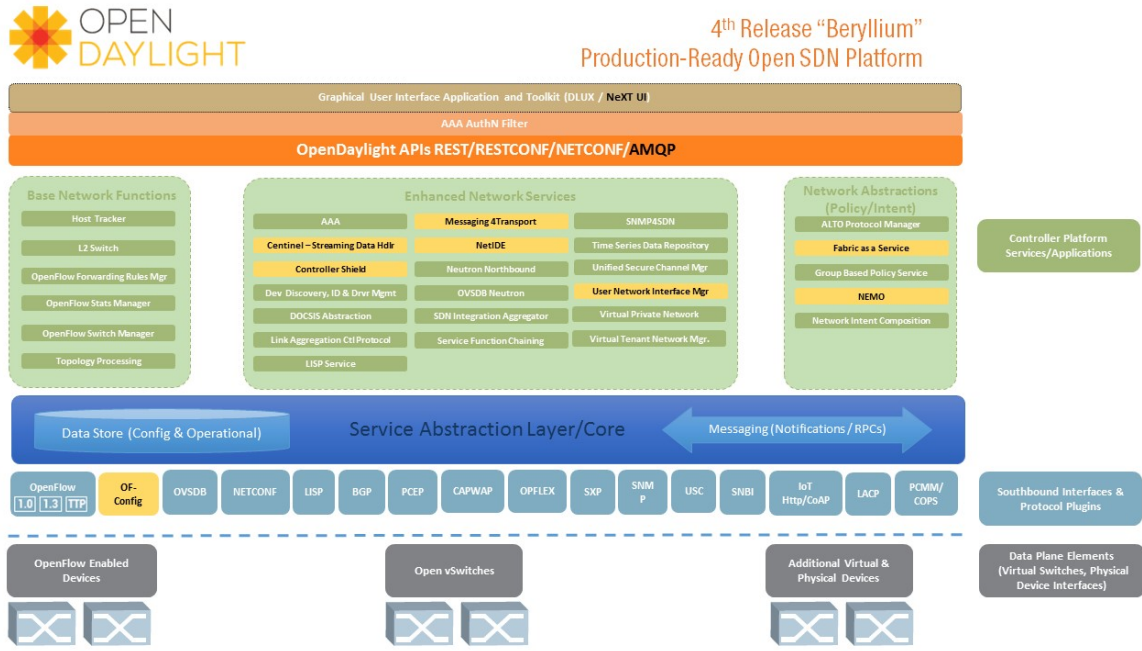 OPEN
DAYLIGHT
4th Release “Beryllium”
Production-Ready Open SDN Platform
Graphical User Interface Application and Toolkit (DLUX / NeXT UI)
AAA AuthN Filter
OpenDaylight APIs REST/RESTCONF/NETCONF/AMQP
Base Network Functions
Host Tracker
L2 Switch
OpenFlow Forwarding Rules Mgr
OpenFlow Stats Manager
OpenFlow Switch Manager
Topology Processing
Enhanced Network Services
AAA
Centinel – Streaming Data Hdlr
Controller Shield
Dev Discovery, ID & Drvr Mgmt
DOCSIS Abstraction
Link Aggregation Ctl Protocol
LISP Service
Messaging 4Transport
NetIDE
Neutron Northbound
OVSDB Neutron
SDN Integration Aggregator
Service Function Chaining
SNMP4SDN
Time Series Data Repository
Unified Secure Channel Mgr
User Network Interface Mgr
Virtual Private Network
Virtual Tenant Network Mgr.
Network Abstractions
(Policy/Intent)
ALTO Protocol Manager
Fabric as a Service
Group Based Policy Service
NEMO
Network Intent Composition
Controller Platform
Services/Applications
Data Store (Config & Operational)
Service Abstraction Layer/Core
Messaging (Notifications / RPCs)
OpenFlow
1.0 1.3 TTP
OF-
Config
OVSDB
NETCONF
LISP
BGP
PCEP
CAPWAP
OPFLEX
SXP
SNM
P
USC
SNBI
IoT
Http/CoAP
LACP
PCMM/
COPS
Southbound Interfaces &
Protocol Plugins
OpenFlow Enabled
Devices
Open vSwitches
Additional Virtual &
Physical Devices
Data Plane Elements
(Virtual Switches, Physical
Device Interfaces)